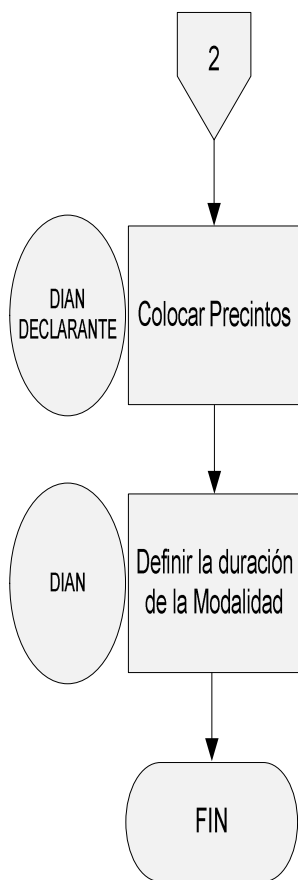 2
DIAN
DECLARANTE
Colocar Precintos
DIAN
Definir la duración
de la Modalidad
FIN